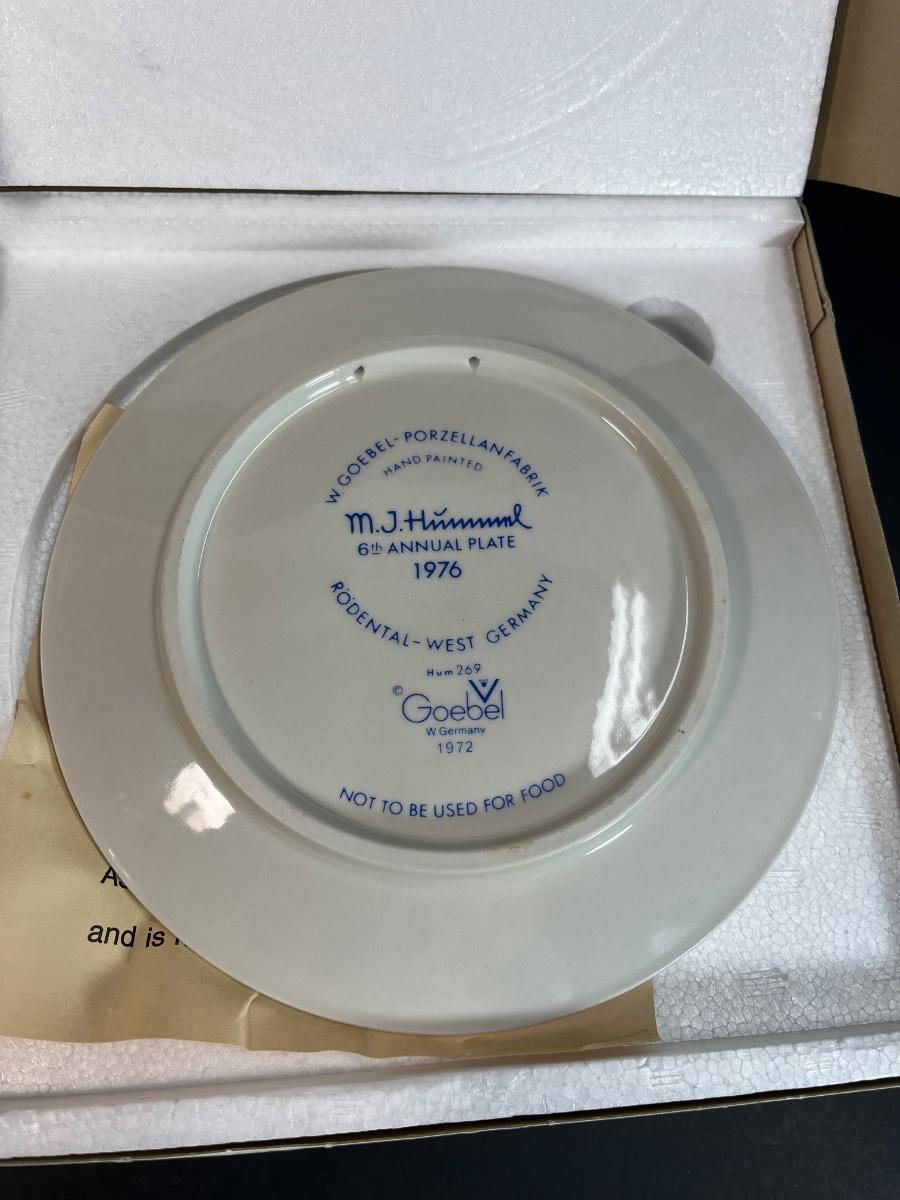 W. GOEBEL-PORZELLANFABRIK
HAND PAINTED
M.J. Hummel
6th ANNUAL PLATE
1976
RÖDENTAL-WEST GERMANY
Hum 269
© Goebel
W. Germany
1972
NOT TO BE USED FOR FOOD
and is